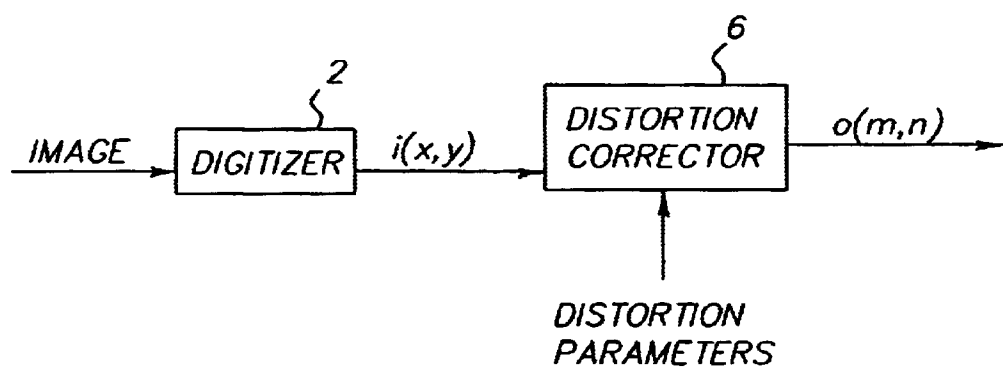 6
2
IMAGE
DIGITIZER
i(x,y)
DISTORTION
CORRECTOR
o(m,n)
DISTORTION
PARAMETERS